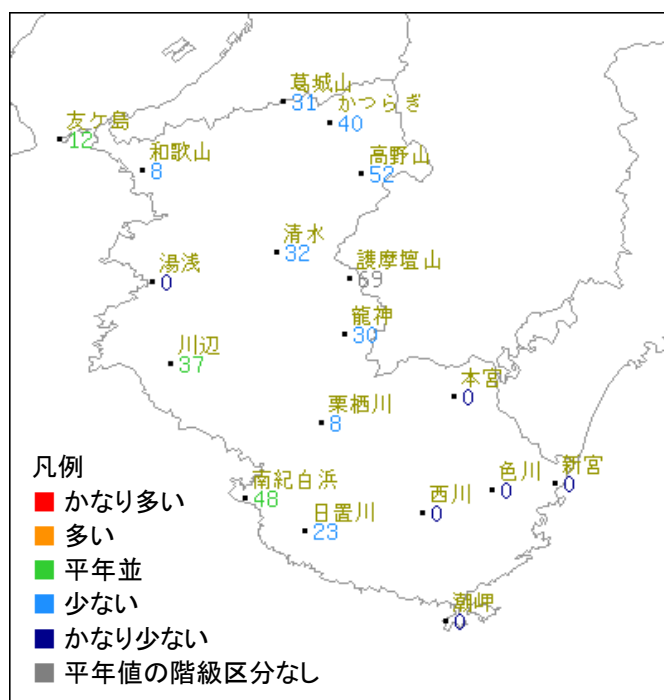 葛城山
31
かつらぎ
40
友ケ島
12
和歌山
8
高野山
52
清水
32
湯浅
0
護摩壇山
69
龍神
30
川辺
37
本宮
0
栗栖川
8
南紀白浜
48
日置川
23
西川
0
色川
0
新宮
0
潮岬
0
凡例
かなり多い
多い
平年並
少ない
かなり少ない
平年値の階級区分なし